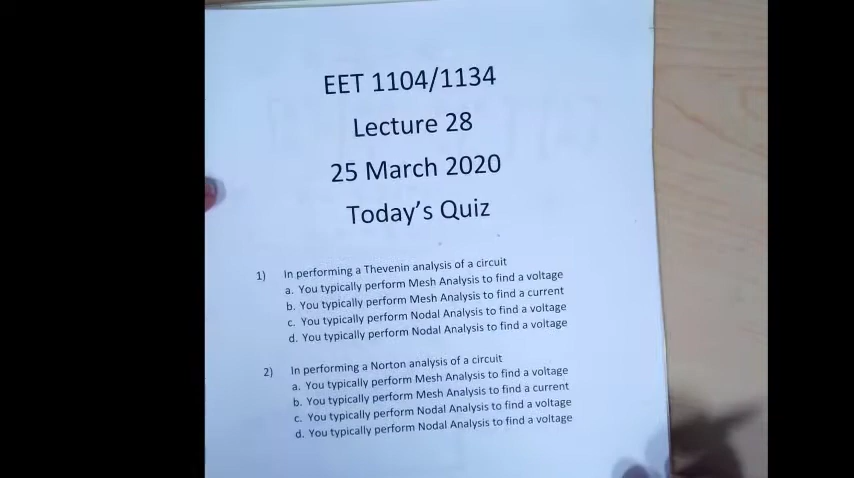 EET 1104/1134
Lecture 28
25 March 2020
Today's Quiz
1) In performing a Thevenin analysis of a circuit
a. You typically perform Mesh Analysis to find a voltage
b. You typically perform Mesh Analysis to find a current
c. You typically perform Nodal Analysis to find a voltage
d. You typically perform Nodal Analysis to find a voltage
2) In performing a Norton analysis of a circuit
a. You typically perform Mesh Analysis to find a voltage
b. You typically perform Mesh Analysis to find a current
c. You typically perform Nodal Analysis to find a voltage
d. You typically perform Nodal Analysis to find a voltage